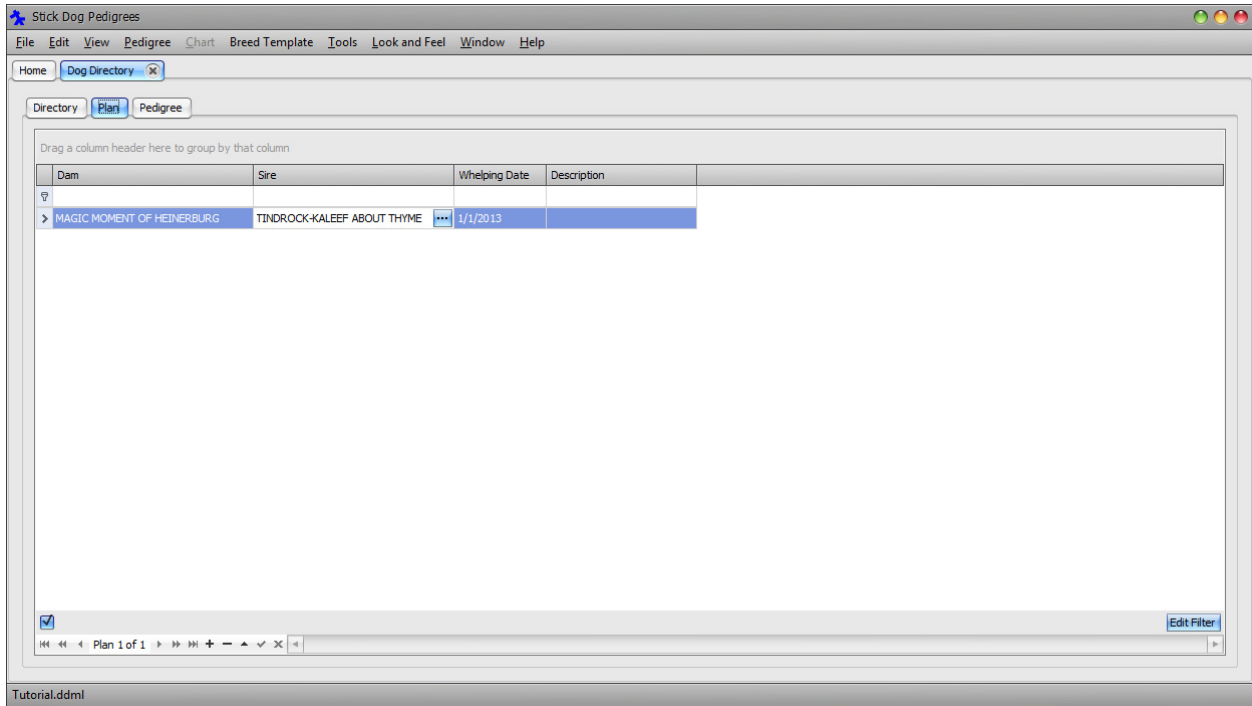 Stick Dog Pedigrees
File Edit View Pedigree Chart Breed Template Tools Look and Feel Window Help
Home Dog Directory
Directory Plan Pedigree
Drag a column header here to group by that column
Dam Sire Whelping Date Description
MAGIC MOMENT OF HEINERBURG TINDROCK-KALEEF ABOUT THYME ... 1/1/2013
Edit Filter
Plan 1 of 1
Tutorial.ddml